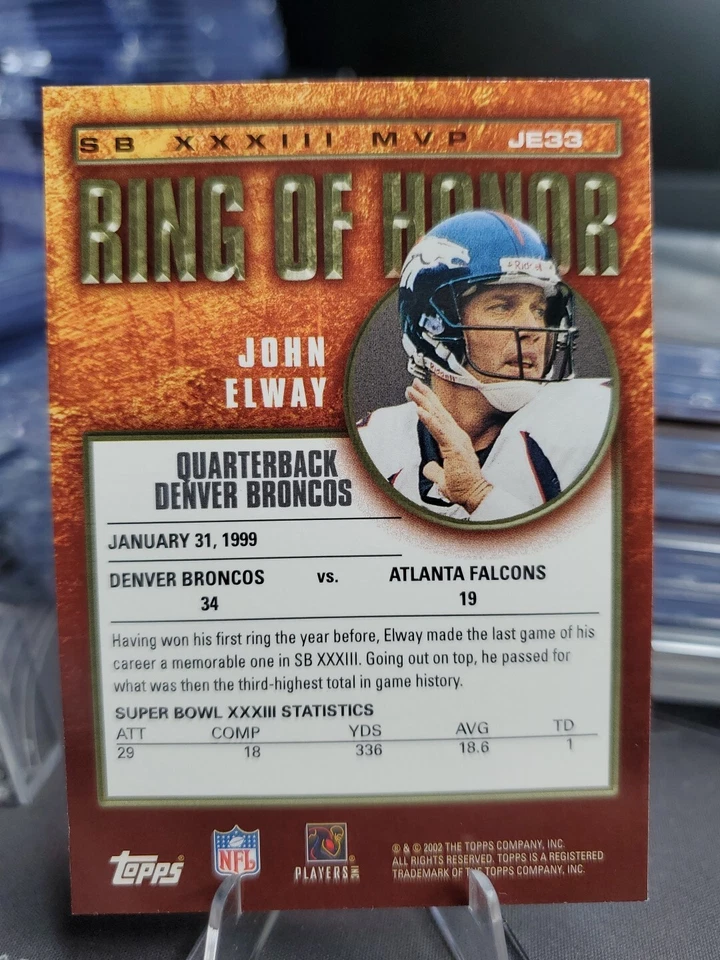 SB XXXIII MVP JE33
RING OF HONOR
Riddell
JOHN
ELWAY
QUARTERBACK
DENVER BRONCOS
JANUARY 31, 1999
DENVER BRONCOS vs. ATLANTA FALCONS
34 19
Having won his first ring the year before, Elway made the last game of his
career a memorable one in SB XXXIII. Going out on top, he passed for
what was then the third-highest total in game history.
SUPER BOWL XXXIII STATISTICS
ATT COMP YDS AVG TD
29 18 336 18.6 1
topps®
NFL
PLAYERS INC
® & © 2002 THE TOPPS COMPANY, INC.
ALL RIGHTS RESERVED. TOPPS IS A REGISTERED
TRADEMARK OF THE TOPPS COMPANY, INC.